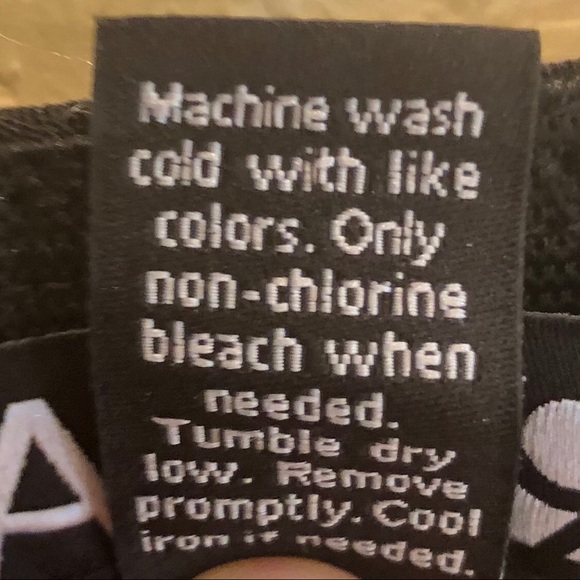 Machine wash
cold with like
colors. Only
non-chlorine
bleach when
needed.
Tumble dry
low. Remove
promptly. Cool
iron if needed.
A